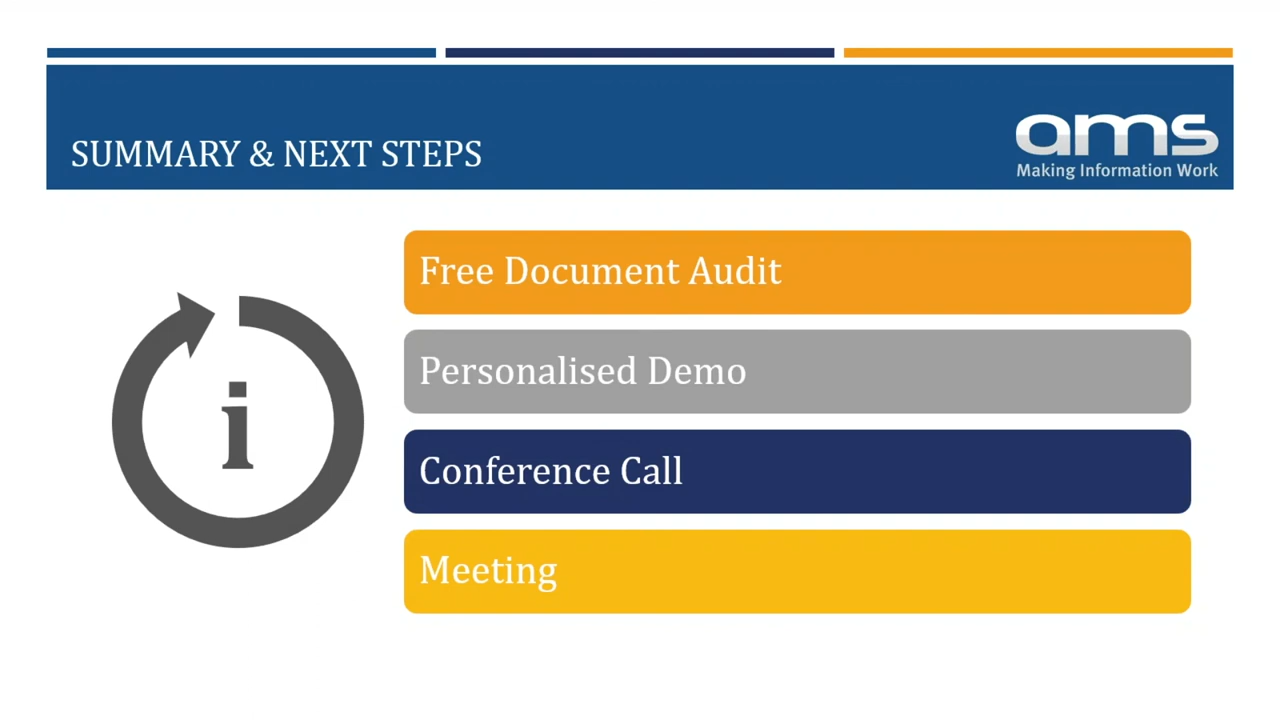 SUMMARY & NEXT STEPS
ams
Making Information Work
Free Document Audit
Personalised Demo
i
Conference Call
Meeting